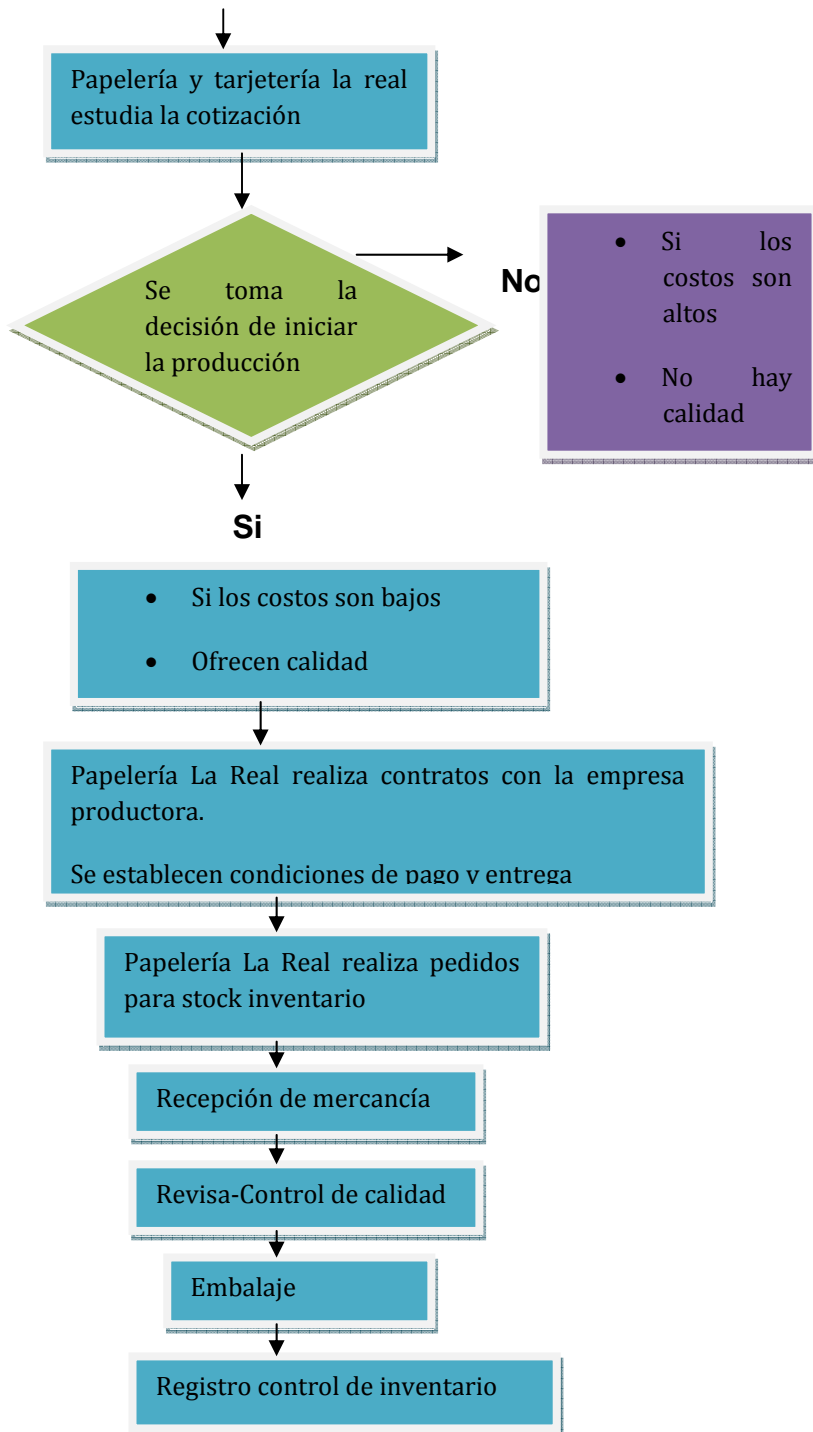 Papelería y tarjetería la real
estudia la cotización
Se toma la
decisión de iniciar
la producción
No
• Si los
costos son
altos
• No hay
calidad
Si
• Si los costos son bajos
• Ofrecen calidad
Papelería La Real realiza contratos con la empresa
productora.
Se establecen condiciones de pago y entrega
Papelería La Real realiza pedidos
para stock inventario
Recepción de mercancía
Revisa-Control de calidad
Embalaje
Registro control de inventario